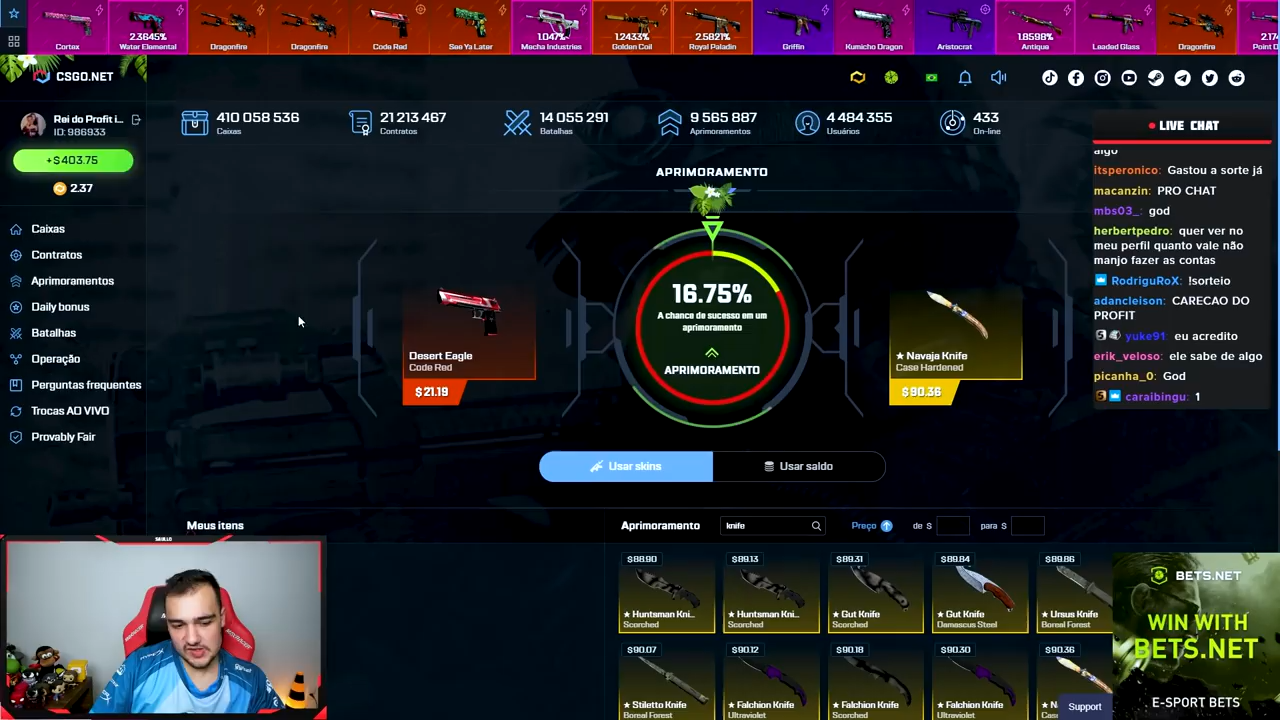 Cortex
2.3645%
Water Elemental
Dragonfire
Dragonfire
Code Red
See Ya Later
1.047%
Mecha Industries
1.2433%
Golden Coil
2.5821%
Royal Paladin
Griffin
Kumicho Dragon
Aristocrat
1.8598%
Antique
Leaded Glass
Dragonfire
2.17
Point D
CSGO.NET
Rei do Profit i...
ID: 986933
+$403.75
2.37
410 058 536
Caixas
21 213 467
Contratos
14 055 291
Batalhas
9 565 887
Aprimoramentos
4 484 355
Usuários
433
On-line
Caixas
Contratos
Aprimoramentos
Daily bonus
Batalhas
Operação
Perguntas frequentes
Trocas AO VIVO
Provably Fair
APRIMORAMENTO
Desert Eagle
Code Red
$21.19
16.75%
A chance de sucesso em um
aprimoramento
APRIMORAMENTO
★ Navaja Knife
Case Hardened
$90.36
Usar skins
Usar saldo
LIVE CHAT
algo
itsperonico: Gastou a sorte já
macanzin: PRO CHAT
mbs03_: god
herbertpedro: quer ver no
meu perfil quanto vale não
manjo fazer as contas
RodriguRoX: !sorteio
adancleison: CARECAO DO
PROFIT
yuke91: eu acredito
erik_veloso: ele sabe de algo
picanha_0: God
caraibingu: 1
Meus itens
Aprimoramento
knife
Preço
de $
para $
$88.90
★ Huntsman Kni...
Scorched
$89.13
★ Huntsman Kni...
Scorched
$89.31
★ Gut Knife
Scorched
$89.84
★ Gut Knife
Damascus Steel
$89.86
★ Ursus Knife
Boreal Forest
$90.07
★ Stiletto Knife
Boreal Forest
$90.12
★ Falchion Knife
Ultraviolet
$90.18
★ Falchion Knife
Scorched
$90.30
★ Falchion Knife
Ultraviolet
$90.36
Support
BETS.NET
WIN WITH
BETS.NET
E-SPORT BETS